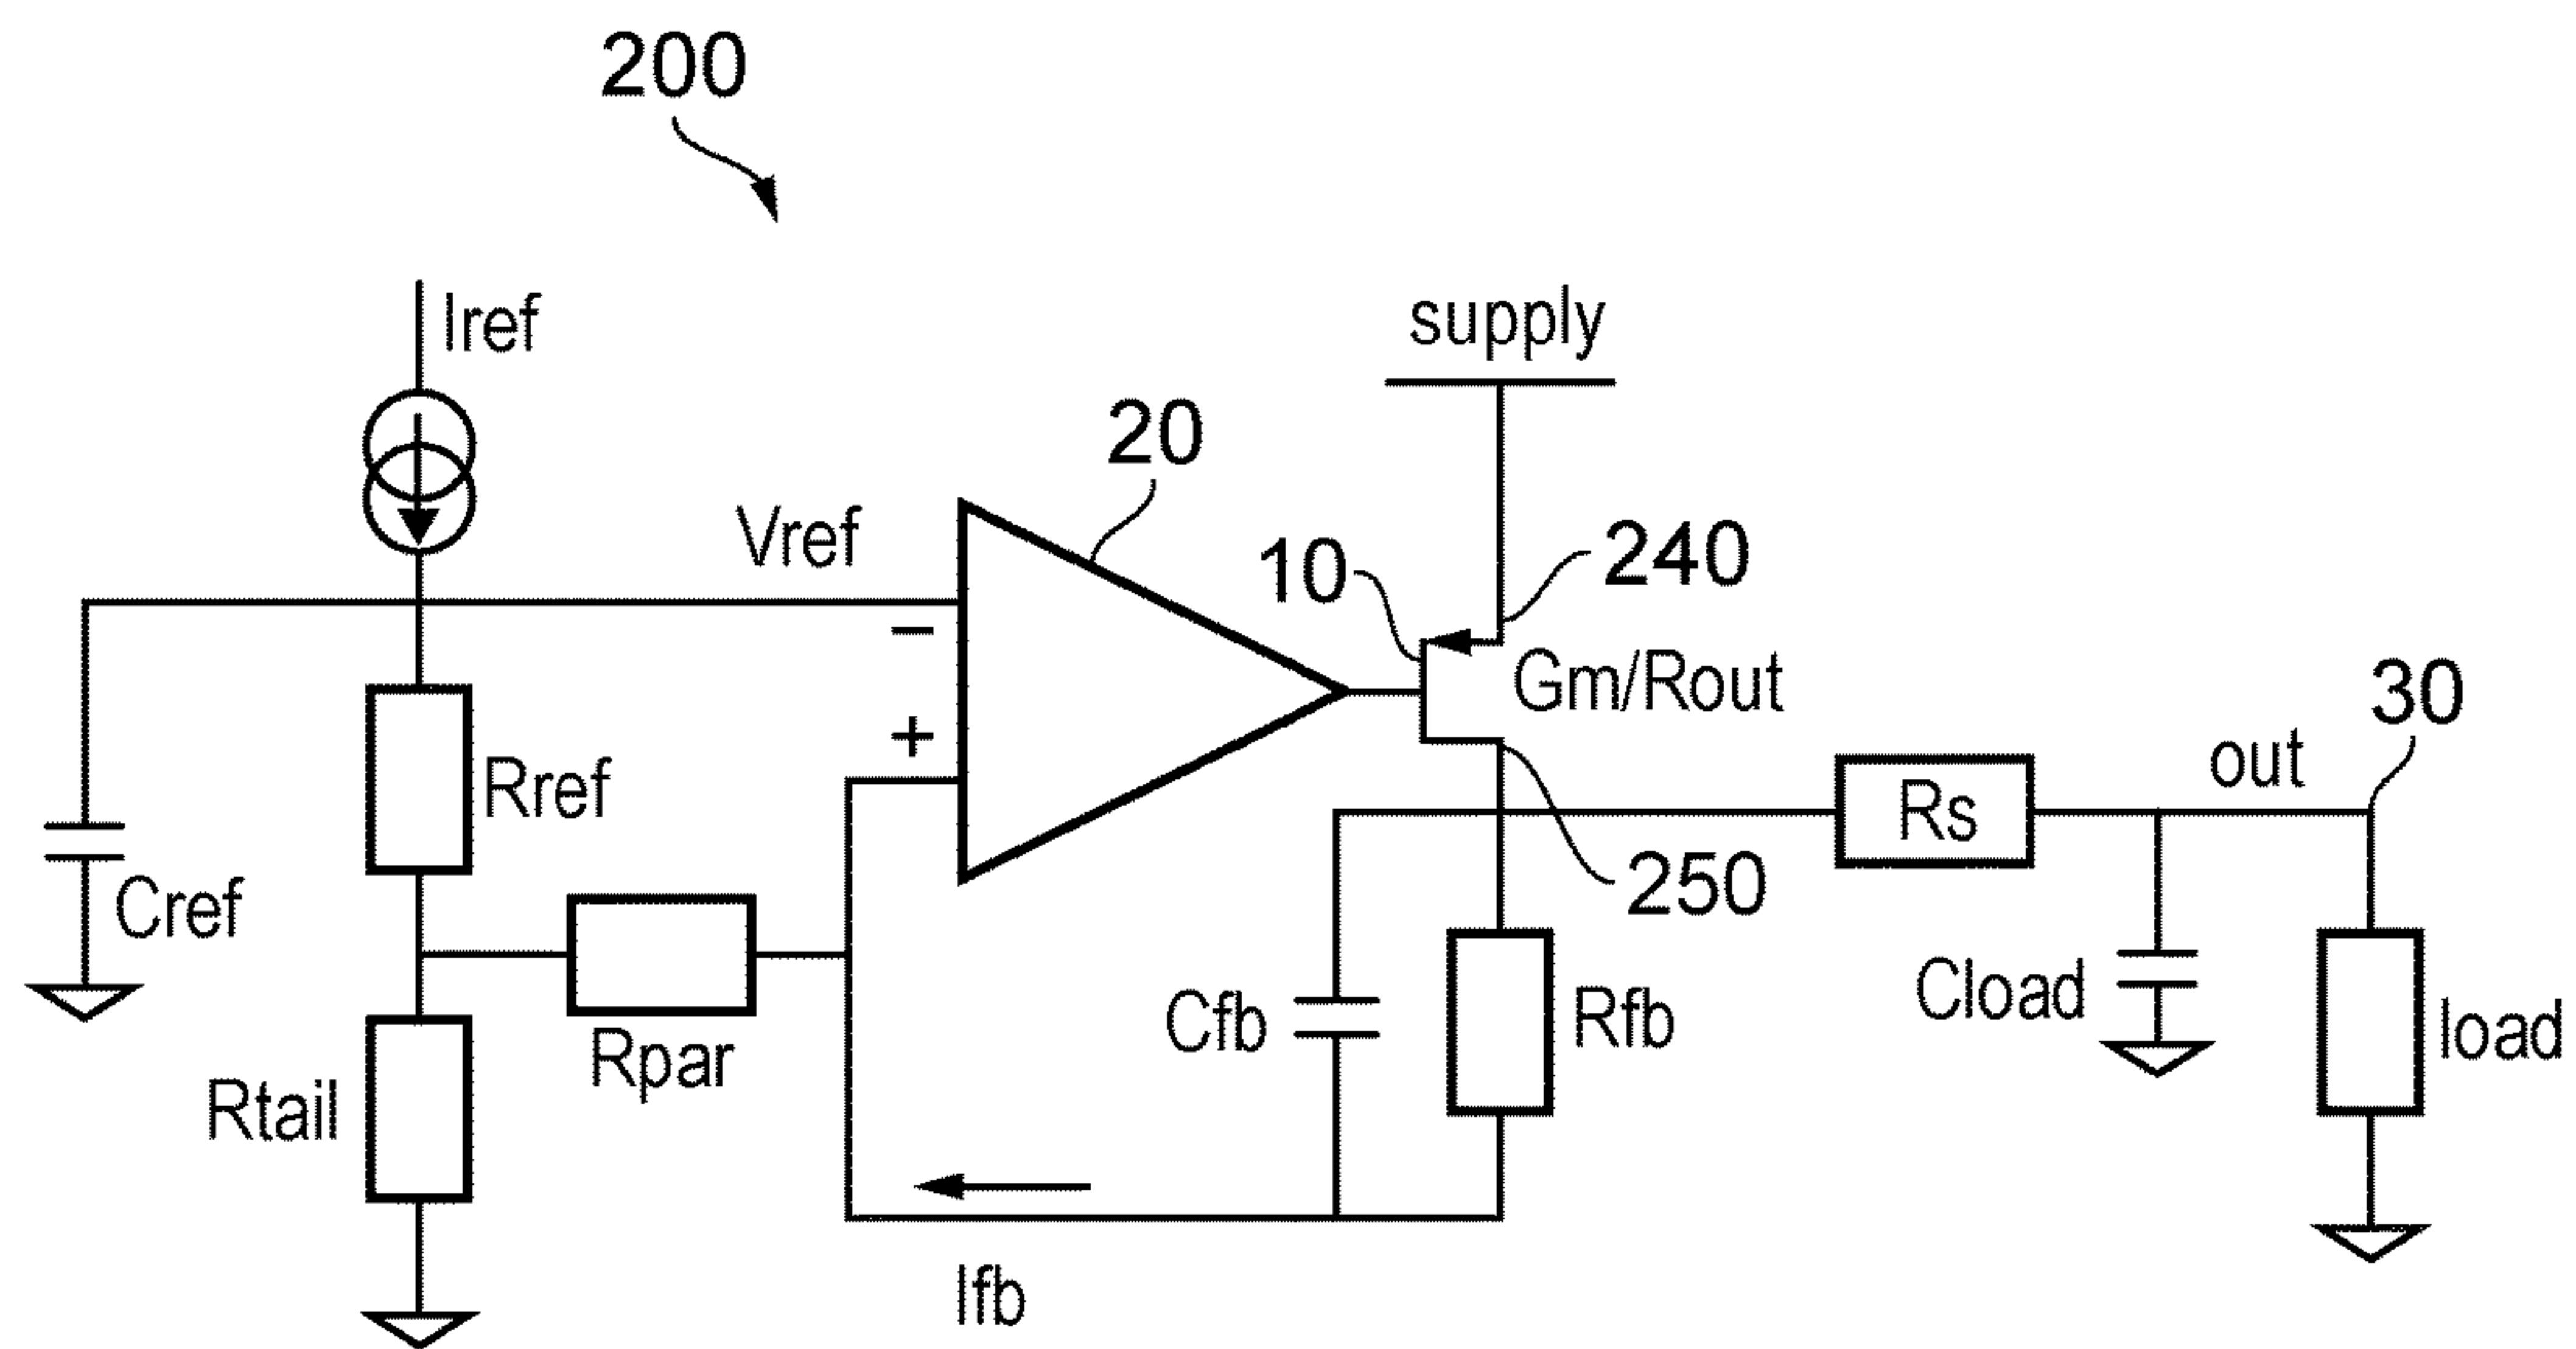 200
Iref
supply
20
Vref
10
240
−
Gm/Rout
30
+
out
Rref
Rs
250
Cref
Cload
Cfb
Rfb
Ioad
Rpar
Rtail
Ifb